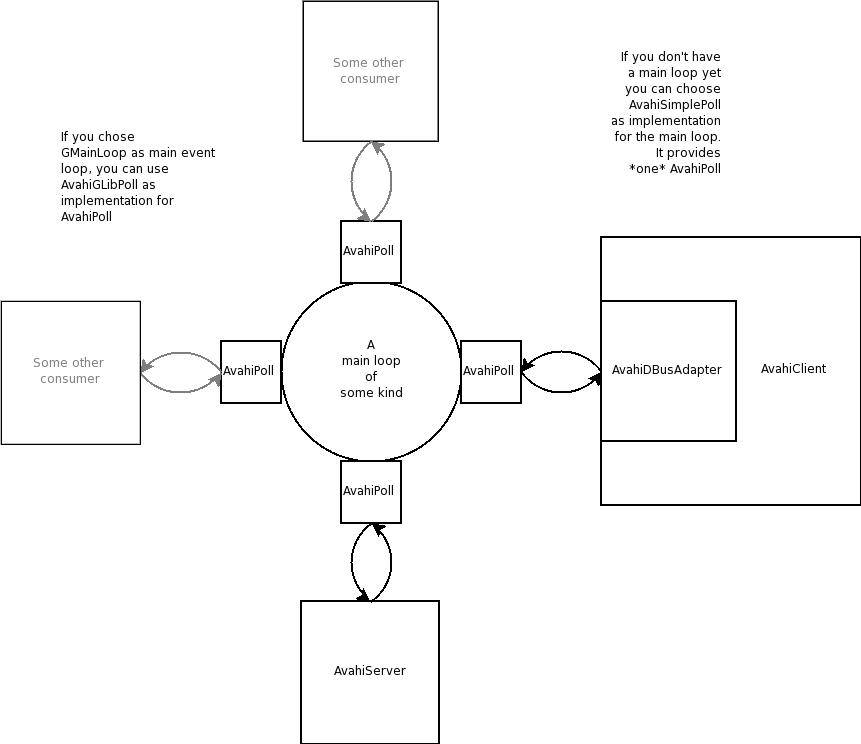 Some other
consumer
If you don't have
a main loop yet
you can choose
AvahiSimplePoll
as implementation
for the main loop.
It provides
*one* AvahiPoll
If you chose
GMainLoop as main event
loop, you can use
AvahiGLibPoll as
implementation for
AvahiPoll
AvahiPoll
Some other
consumer
AvahiPoll
A
main loop
of
some kind
AvahiPoll
AvahiDBusAdapter
AvahiClient
AvahiPoll
AvahiServer